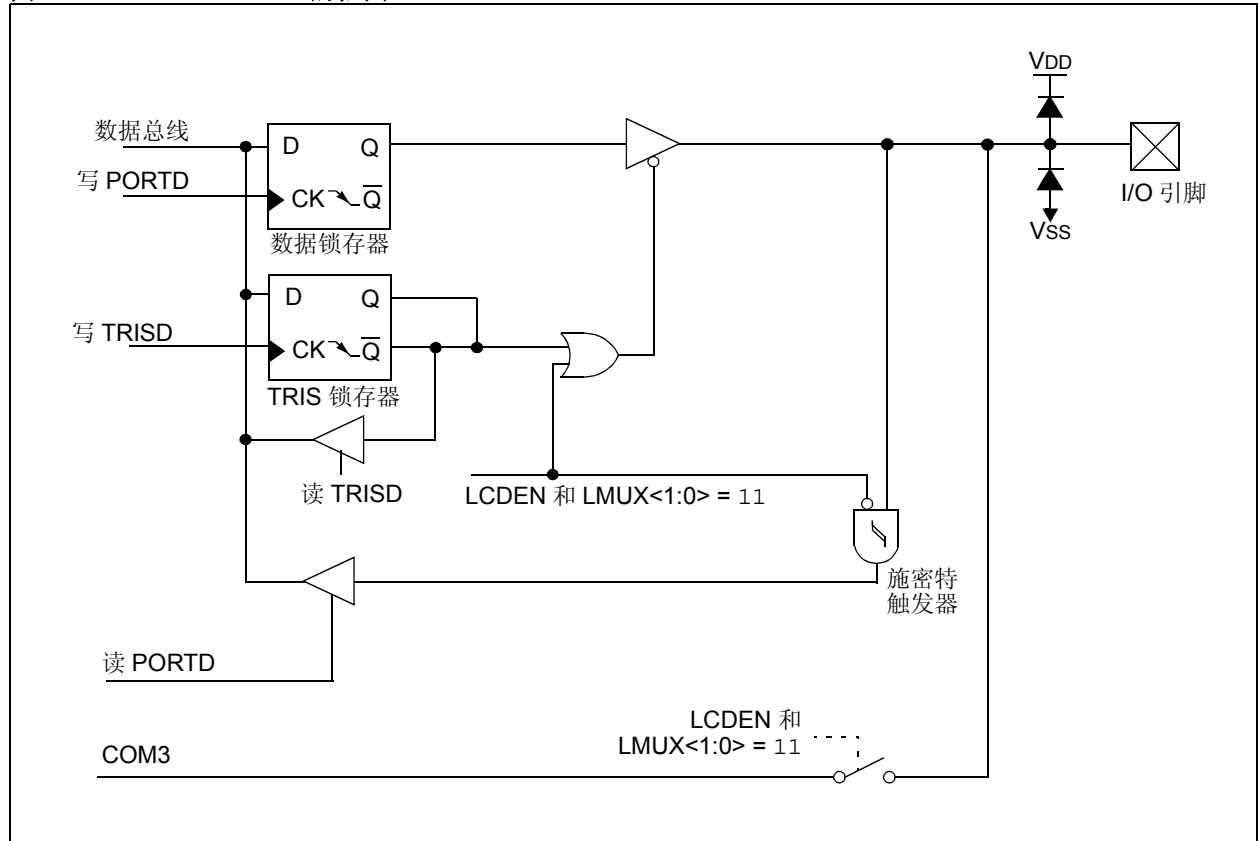 VDD
数据总线
D Q
写 PORTD
CK Q
I/O 引脚
数据锁存器
VSS
D Q
写 TRISD
CK Q
TRIS 锁存器
读 TRISD
LCDEN 和 LMUX<1:0> = 11
施密特
触发器
读 PORTD
LCDEN 和
LMUX<1:0> = 11
COM3